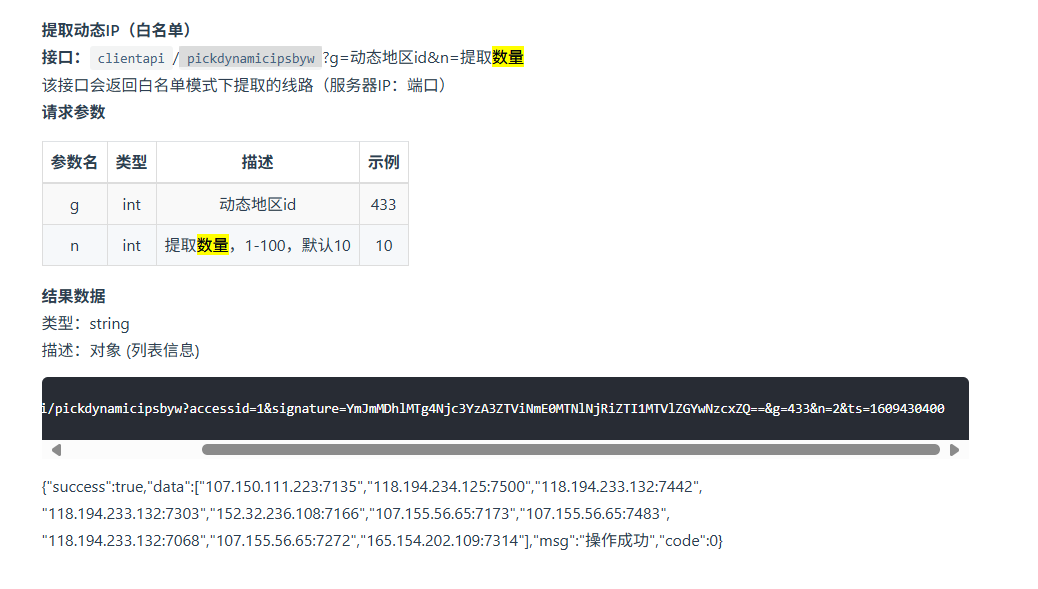 提取动态IP（白名单）
接口：clientapi/pickdynamicipsbyw?g=动态地区id&n=提取数量
该接口会返回白名单模式下提取的线路（服务器IP：端口）
请求参数
参数名 类型 描述 示例
g int 动态地区id 433
n int 提取数量，1-100，默认10 10
结果数据
类型：string
描述：对象 (列表信息)
i/pickdynamicipsbyw?accessid=1&signature=YmJmMDhlMTg4Njc3YzA3ZTViNmE0MTNlNjRiZTI1MTVlZGYwNzcxZQ==&g=433&n=2&ts=1609430400
{"success":true,"data":["107.150.111.223:7135","118.194.234.125:7500","118.194.233.132:7442",
"118.194.233.132:7303","152.32.236.108:7166","107.155.56.65:7173","107.155.56.65:7483",
"118.194.233.132:7068","107.155.56.65:7272","165.154.202.109:7314"],"msg":"操作成功","code":0}